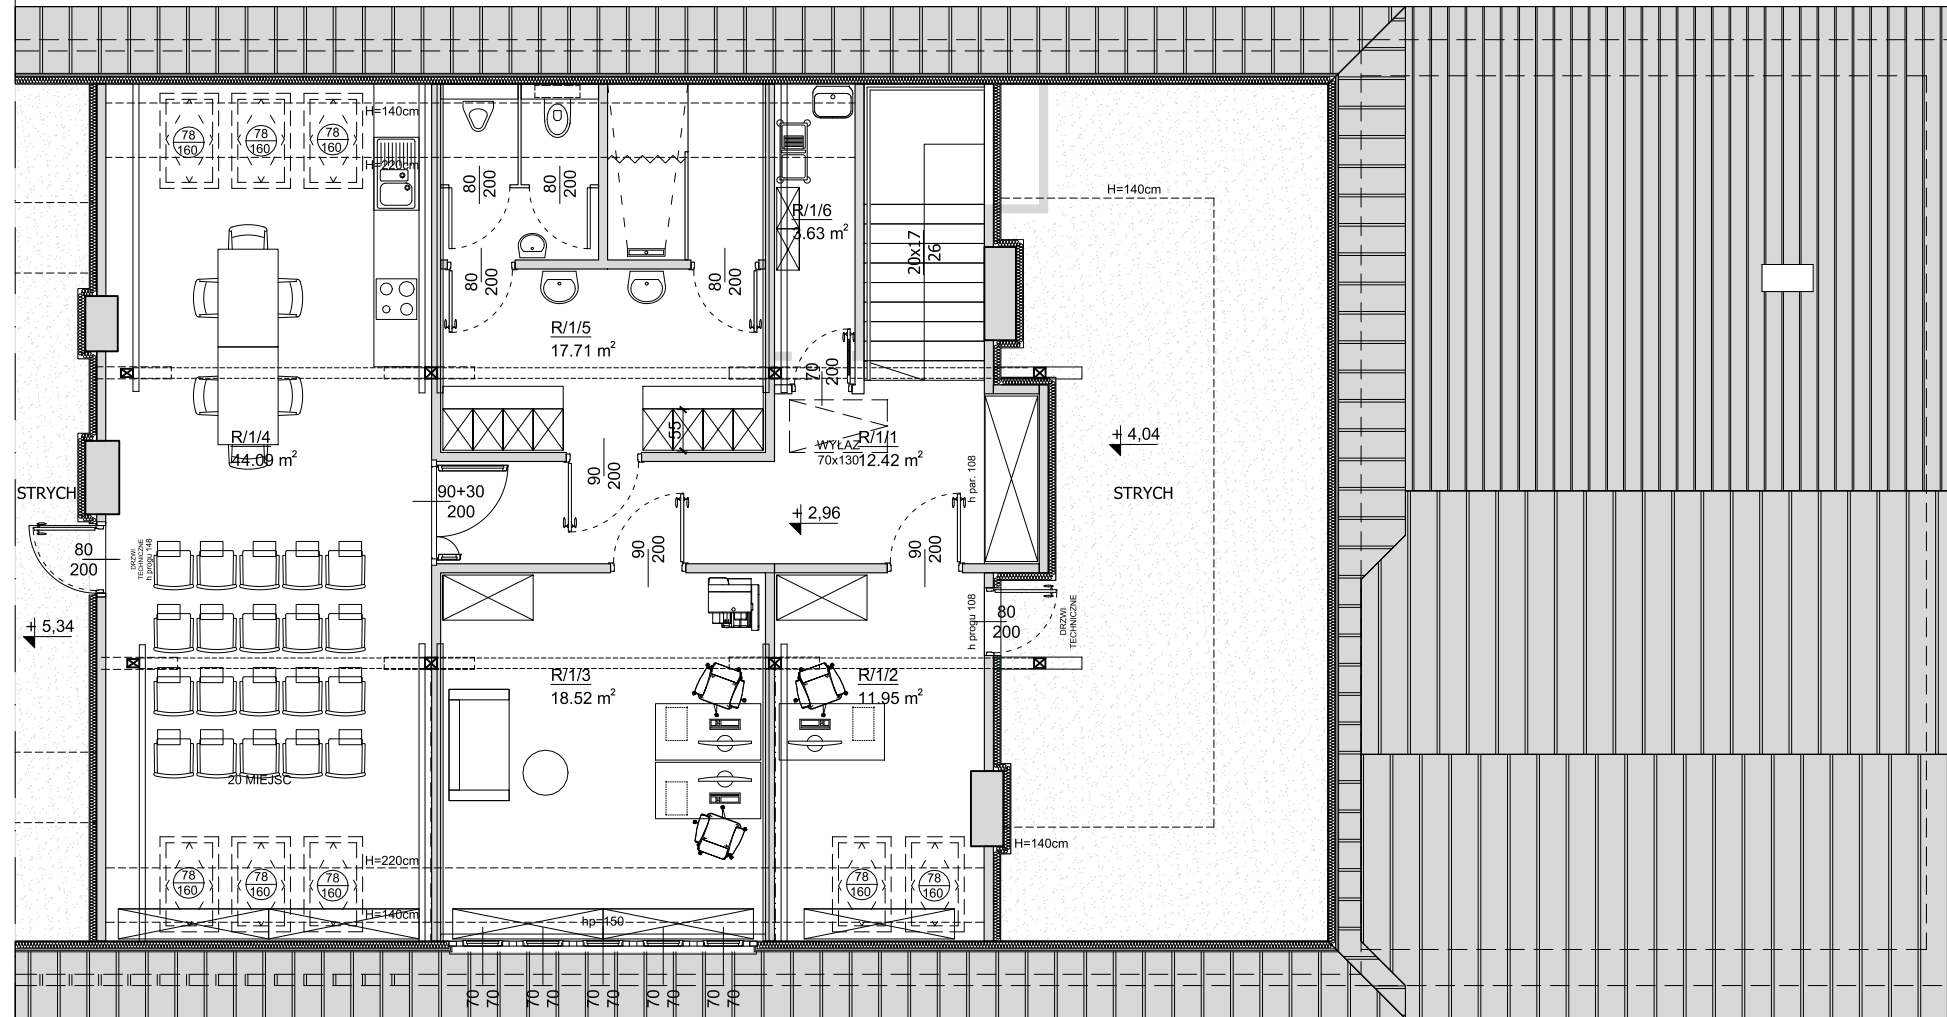 H=140cm
78
160
78
160
78
160
H=220cm
80
200
80
200
H=140cm
R/1/6
3.63 m²
20x17
26
80
200
80
200
R/1/5
17.71 m²
70
200
55
R/1/4
44.09 m²
WYŁAZ
70x130
R/1/1
12.42 m²
+ 4,04
STRYCH
90+30
200
90
200
h par. 108
STRYCH
+ 2,96
80
200
DRZWI
TECHNICZNE
h progu 148
90
200
90
200
+ 5,34
h progu 108
80
200
DRZWI
TECHNICZNE
R/1/3
18.52 m²
R/1/2
11.95 m²
20 MIEJSC
H=140cm
H=220cm
78
160
78
160
78
160
78
160
78
160
H=140cm
hp=150
70
70
70
70
70
70
70
70
70
70